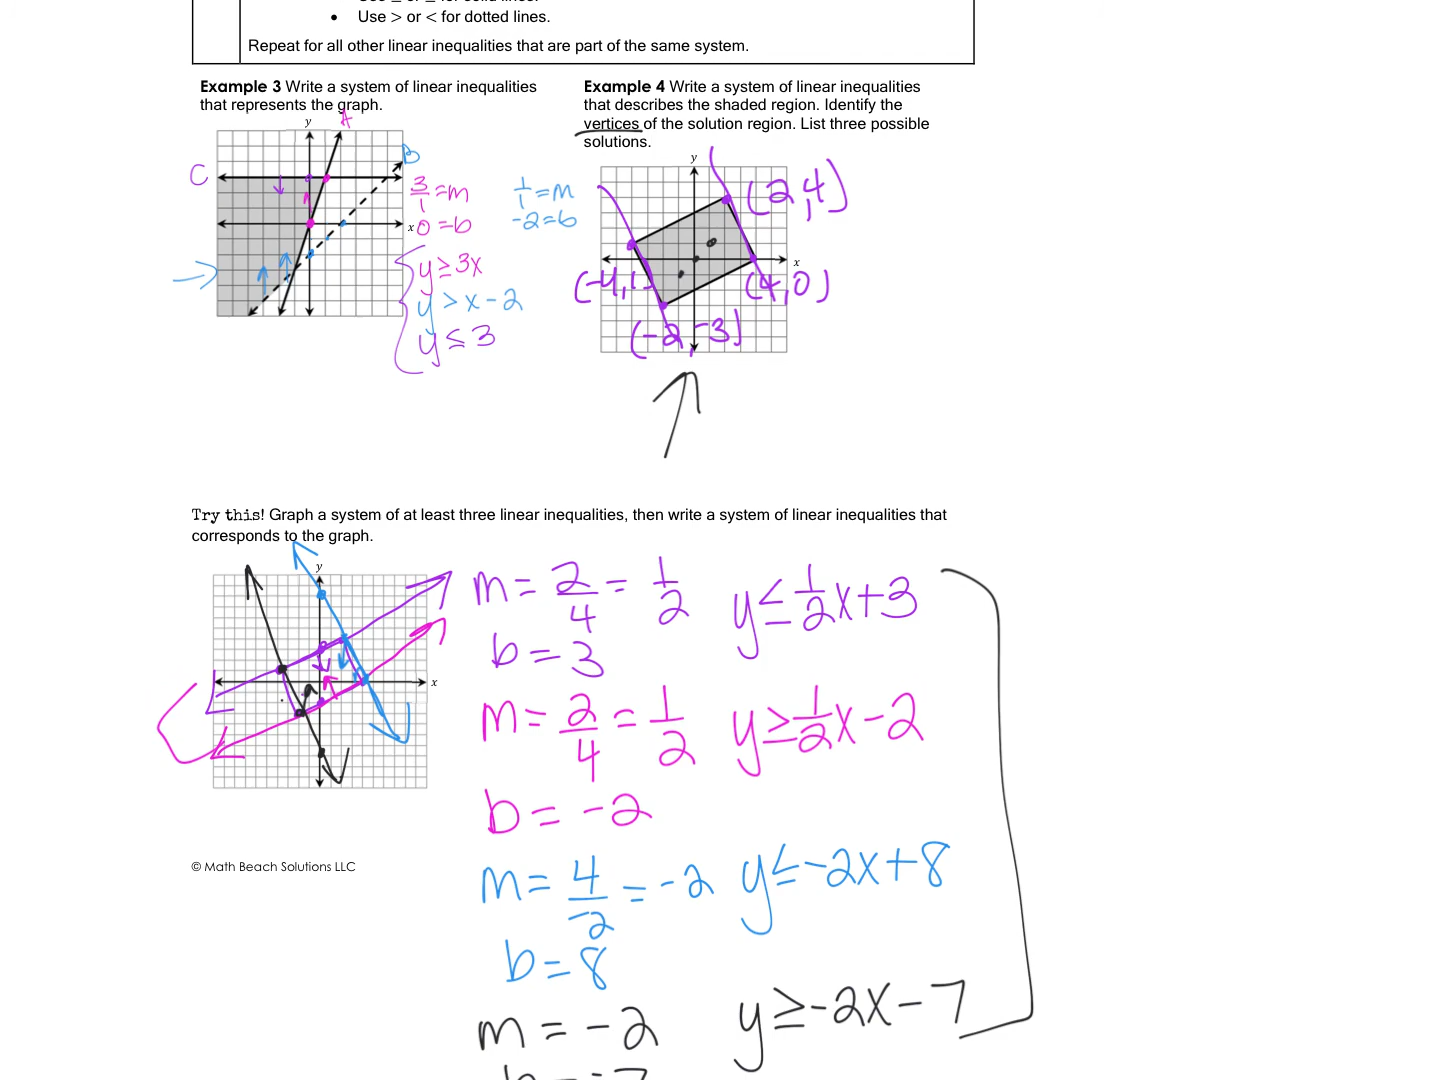 • Use > or < for dotted lines.
Repeat for all other linear inequalities that are part of the same system.
Example 3 Write a system of linear inequalities
that represents the graph.
y
A
B
C
x
3/1 = m
0 = b
1/1 = m
-2 = b
y ≥ 3x
y > x - 2
y ≤ 3
Example 4 Write a system of linear inequalities
that describes the shaded region. Identify the
vertices of the solution region. List three possible
solutions.
y
(2,4)
x
(-4,1)
(4,0)
(-2,-3)
Try this! Graph a system of at least three linear inequalities, then write a system of linear inequalities that
corresponds to the graph.
y
x
m = 2/4 = 1/2 y ≤ 1/2x+3
b = 3
m = 2/4 = 1/2 y ≥ 1/2x-2
b = -2
m = 4/-2 = -2 y ≤ -2x+8
b = 8
m = -2 y ≥ -2x-7
© Math Beach Solutions LLC